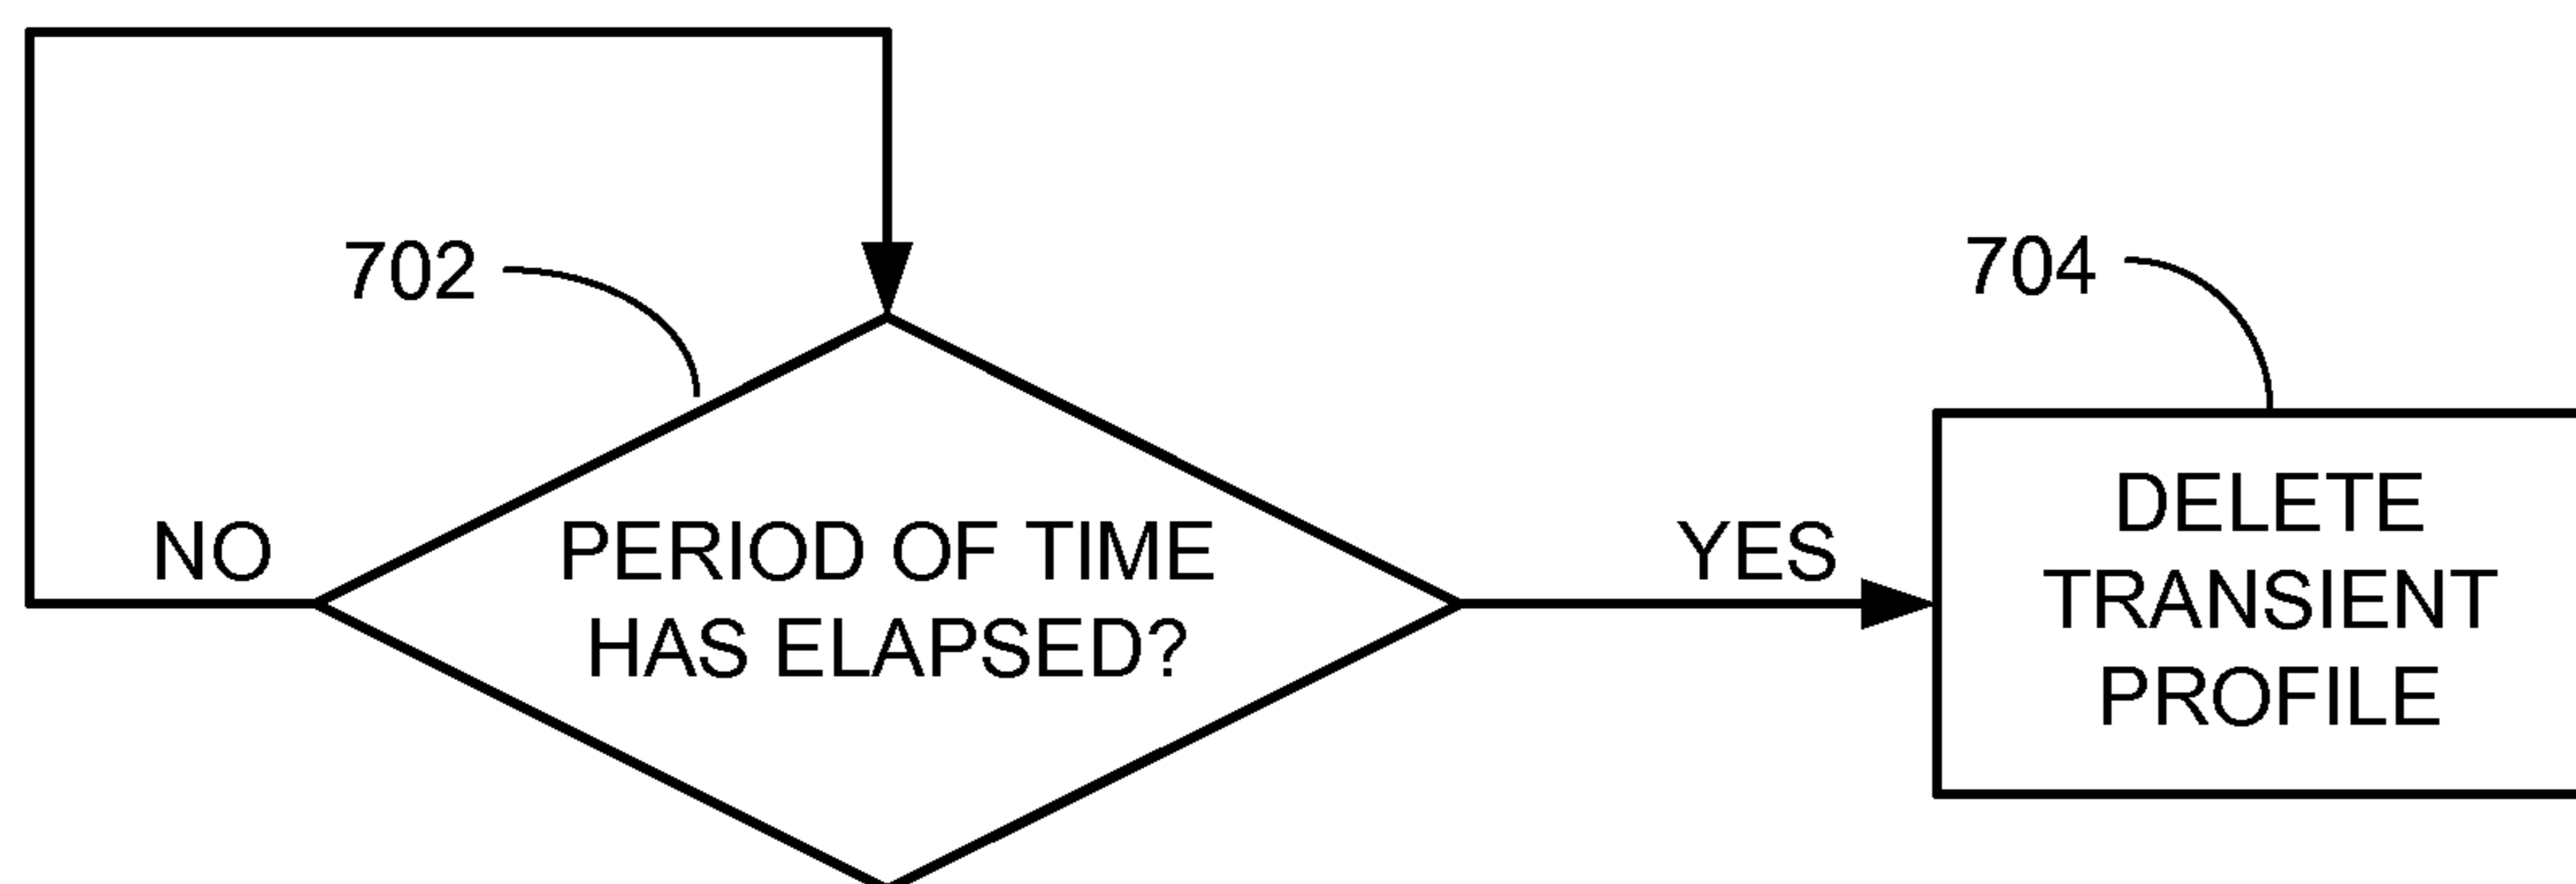 702
704
NO
PERIOD OF TIME
HAS ELAPSED?
YES
DELETE
TRANSIENT
PROFILE